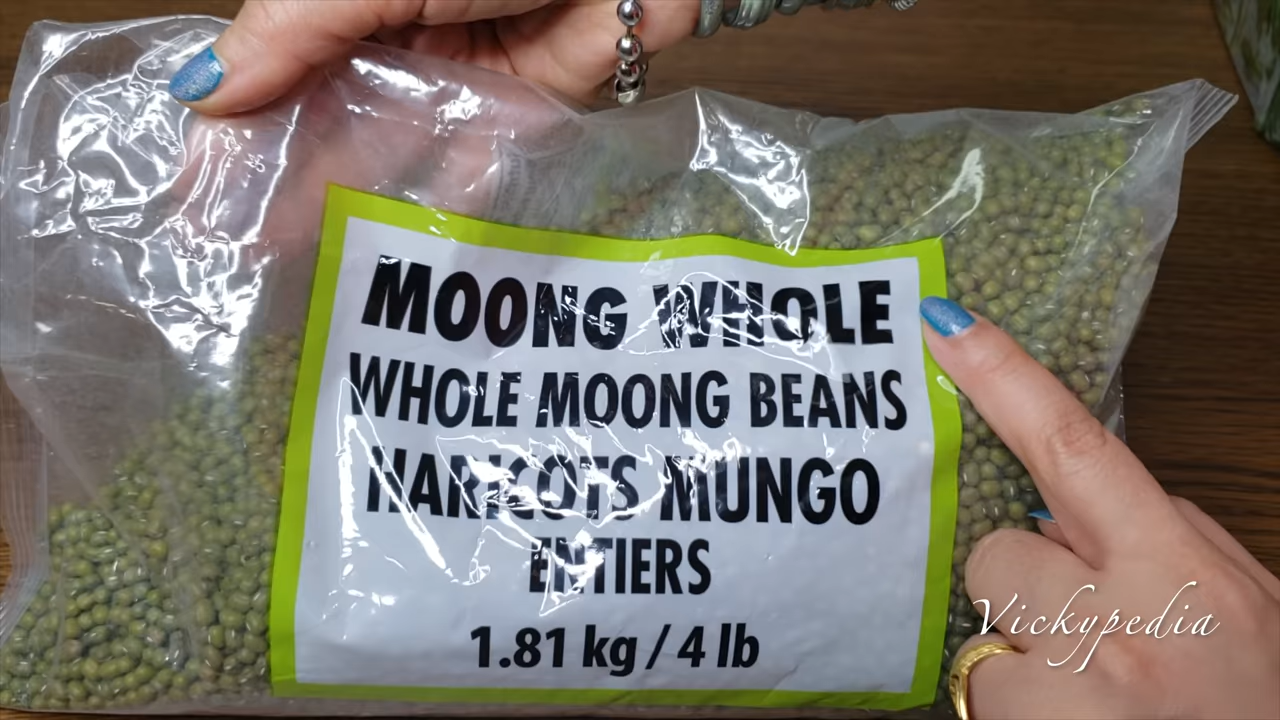 MOONG WHOLE
WHOLE MOONG BEANS
HARICOTS MUNGO
ENTIERS
1.81 kg / 4 lb
Vickypedia